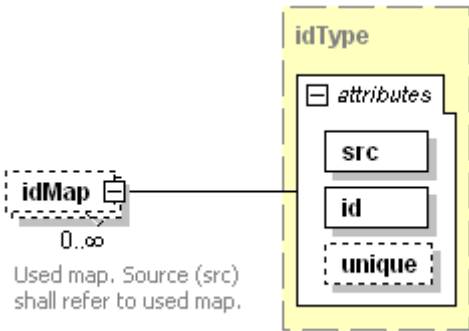 idType
attributes
src
idMap
id
0..∞
unique
Used map. Source (src)
shall refer to used map.